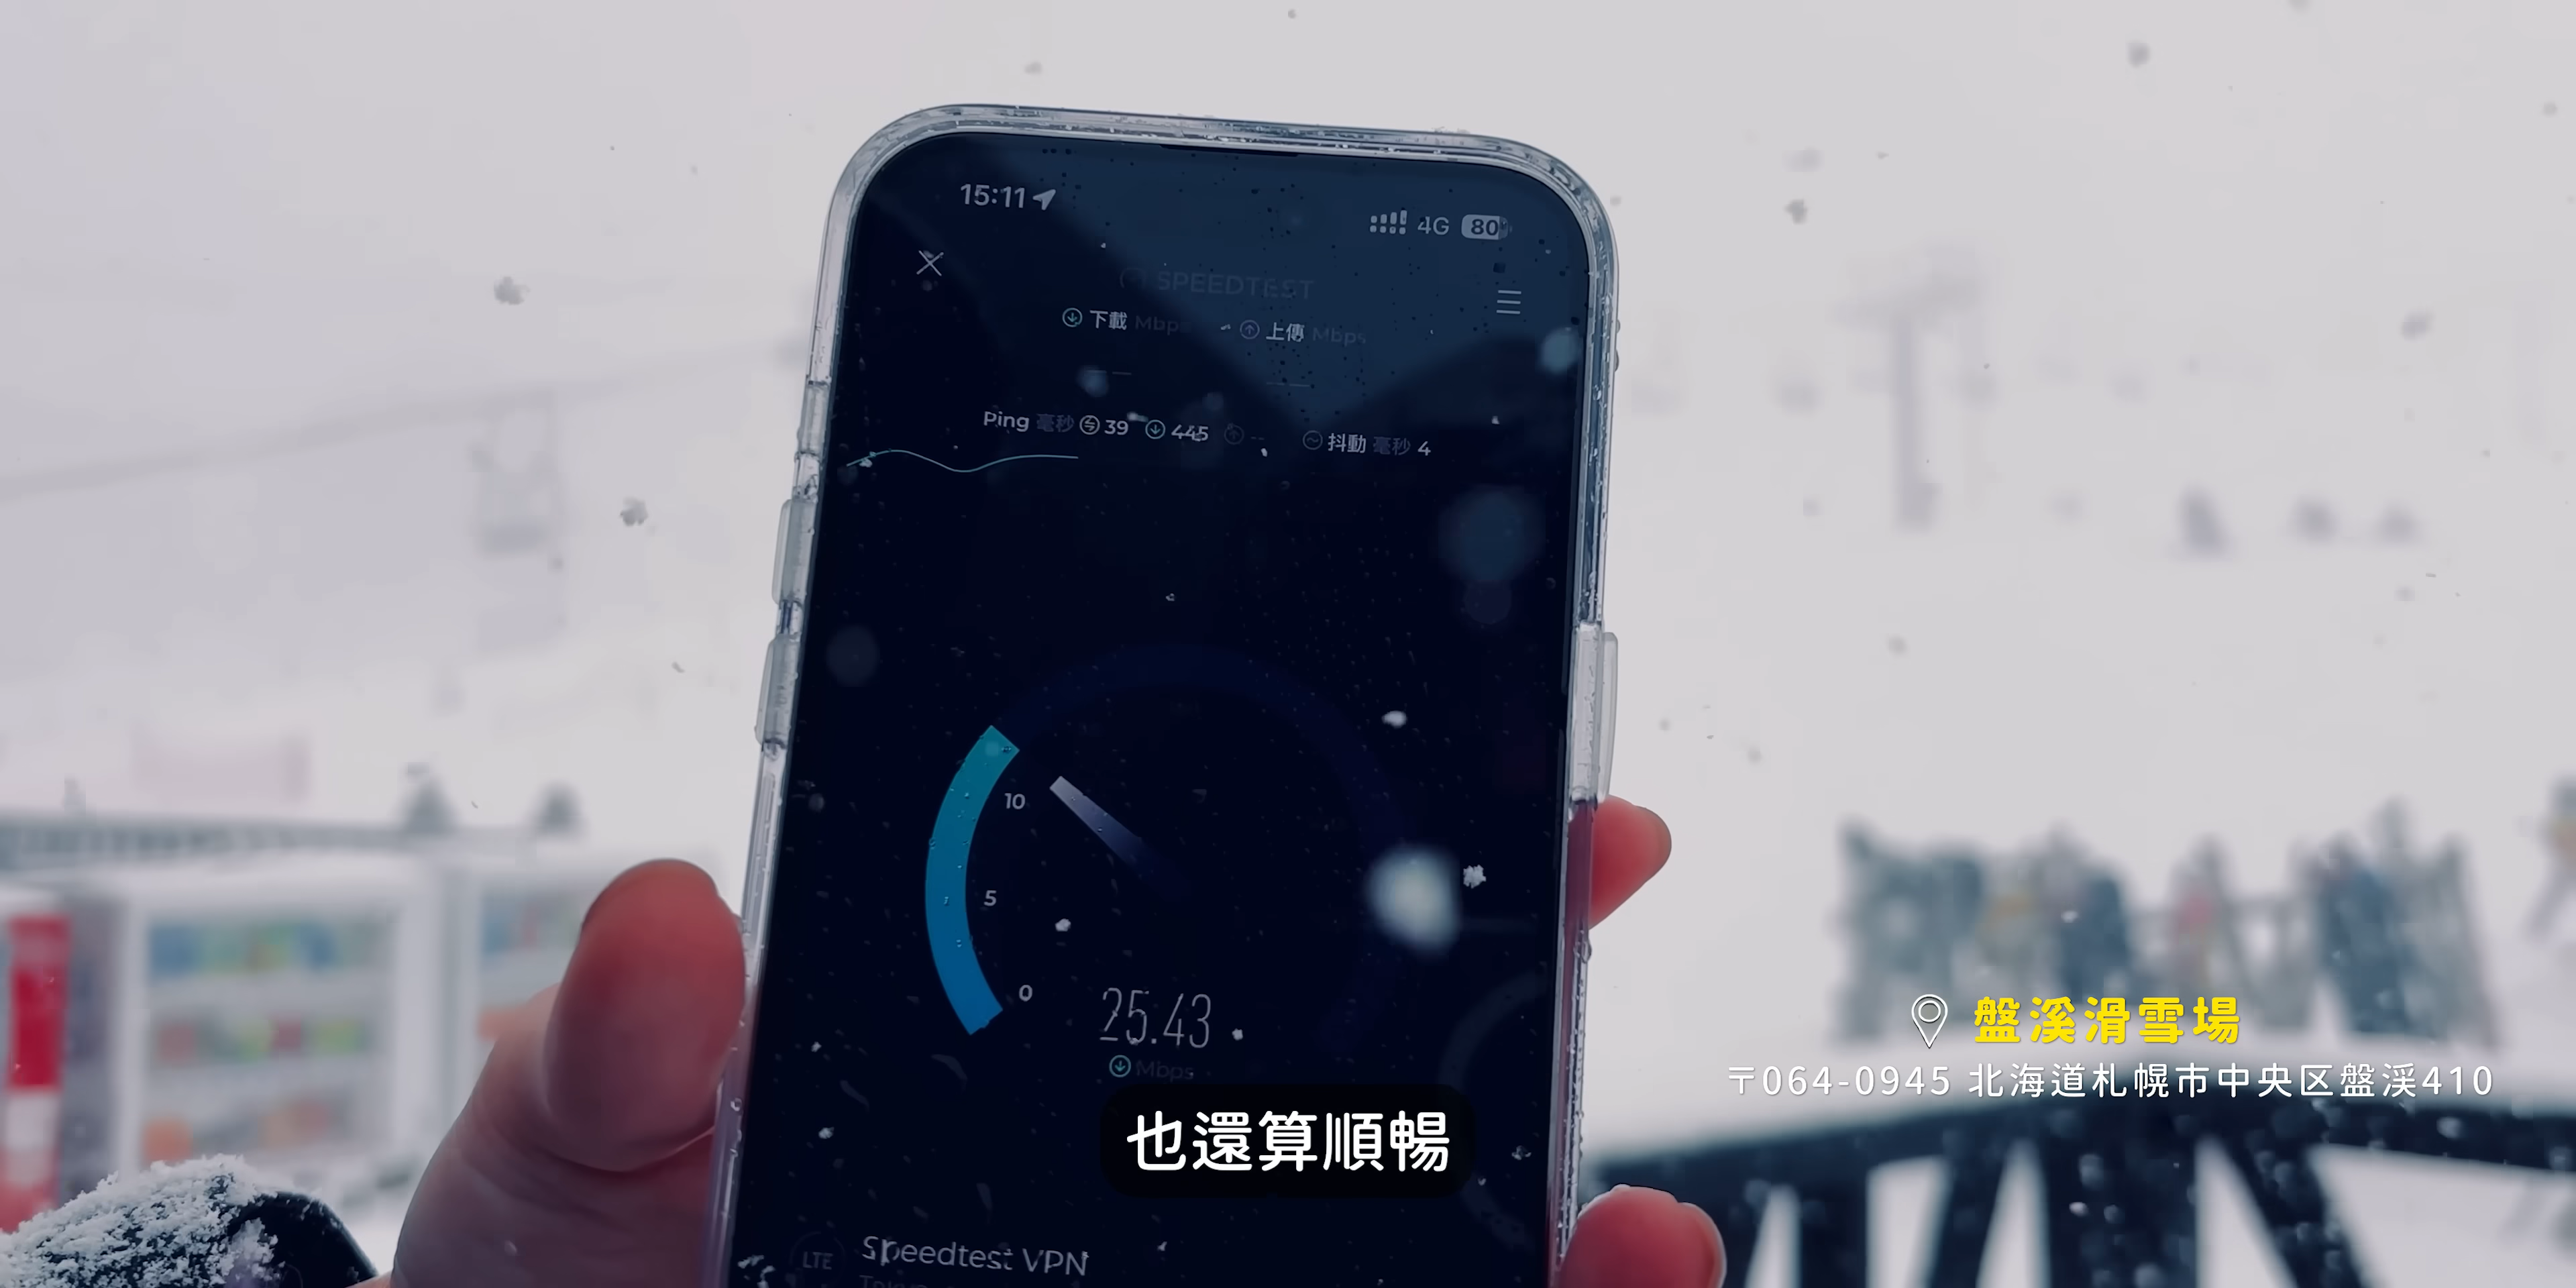 15:11 4G 80
SPEEDTEST
下載 Mbps 上傳 Mbps
Ping 毫秒 39 445 -- 抖動 毫秒 4
10
5
0
25.43
Mbps
盤溪滑雪場
〒064-0945 北海道札幌市中央区盤渓410
也還算順暢
LTE Speedtest VPN